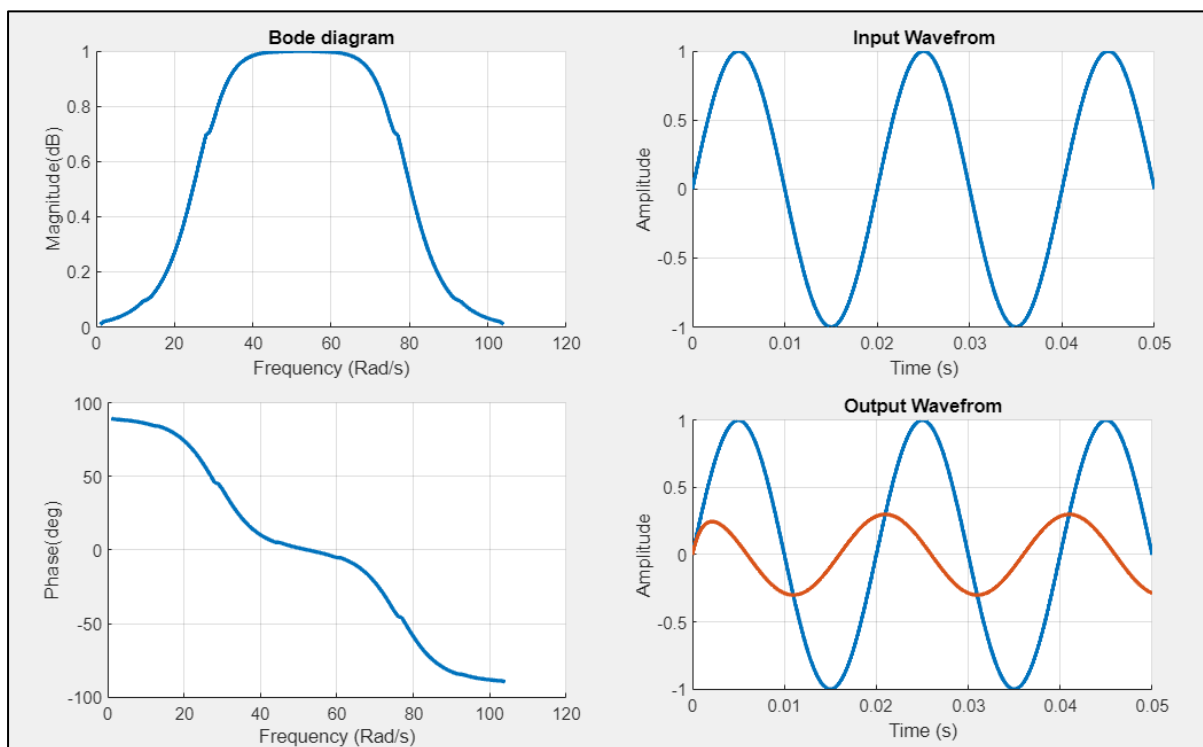 Bode diagram
1
0.8
0.6
0.4
0.2
0
Magnitude(dB)
0 20 40 60 80 100 120
Frequency (Rad/s)
Input Wavefrom
1
0.5
0
-0.5
-1
Amplitude
0 0.01 0.02 0.03 0.04 0.05
Time (s)
100
50
0
-50
-100
Phase(deg)
0 20 40 60 80 100 120
Frequency (Rad/s)
Output Wavefrom
1
0.5
0
-0.5
-1
Amplitude
0 0.01 0.02 0.03 0.04 0.05
Time (s)